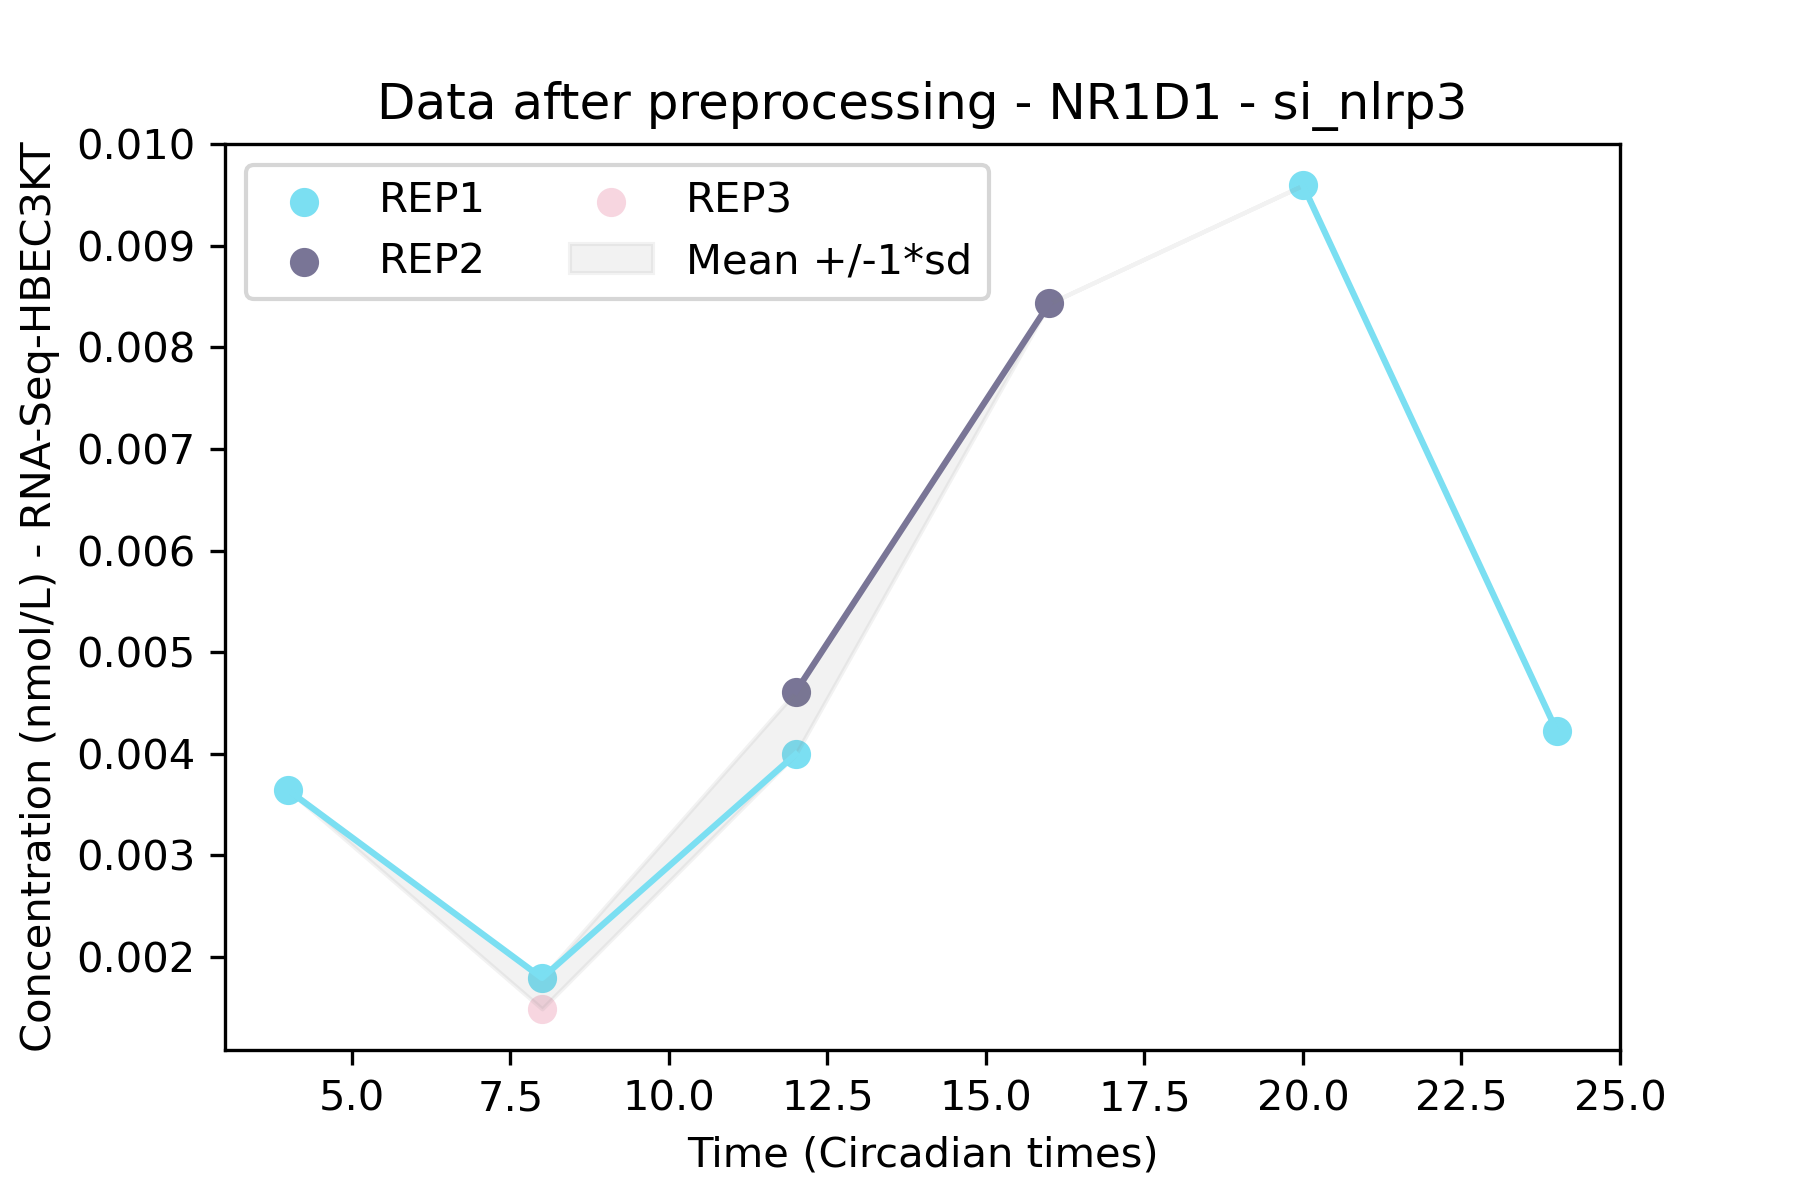 Data after preprocessing - NR1D1 - si_nlrp3
Concentration (nmol/L) - RNA-Seq-HBEC3KT
0.010
0.009
0.008
0.007
0.006
0.005
0.004
0.003
0.002
REP1
REP2
REP3
Mean +/-1*sd
5.0 7.5 10.0 12.5 15.0 17.5 20.0 22.5 25.0
Time (Circadian times)